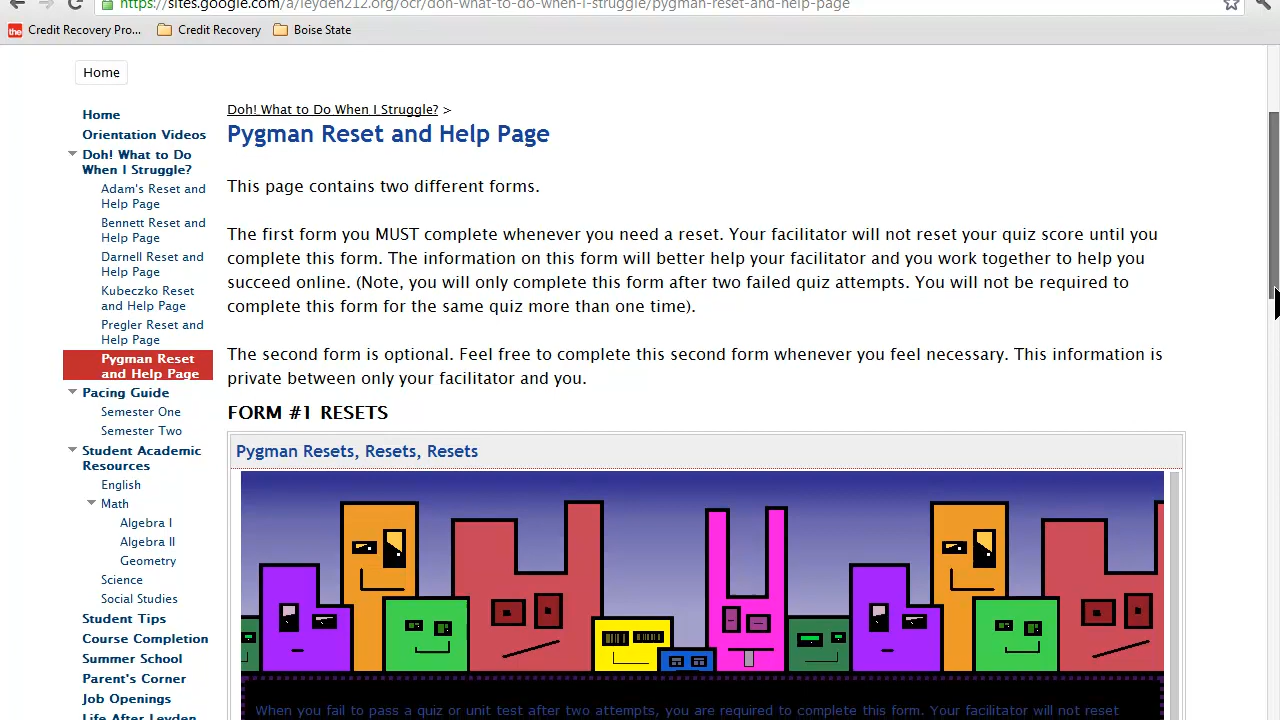 https://sites.google.com/a/leyden212.org/ocr/doh-what-to-do-when-i-struggle/pygman-reset-and-help-page
Credit Recovery Pro...
Credit Recovery
Boise State
Home
Home
Orientation Videos
Doh! What to Do
When I Struggle?
Adam's Reset and
Help Page
Bennett Reset and
Help Page
Darnell Reset and
Help Page
Kubeczko Reset
and Help Page
Pregler Reset and
Help Page
Pygman Reset
and Help Page
Pacing Guide
Semester One
Semester Two
Student Academic
Resources
English
Math
Algebra I
Algebra II
Geometry
Science
Social Studies
Student Tips
Course Completion
Summer School
Parent's Corner
Job Openings
Life After Leyden
Doh! What to Do When I Struggle? >
Pygman Reset and Help Page
This page contains two different forms.
The first form you MUST complete whenever you need a reset. Your facilitator will not reset your quiz score until you
complete this form. The information on this form will better help your facilitator and you work together to help you
succeed online. (Note, you will only complete this form after two failed quiz attempts. You will not be required to
complete this form for the same quiz more than one time).
The second form is optional. Feel free to complete this second form whenever you feel necessary. This information is
private between only your facilitator and you.
FORM #1 RESETS
Pygman Resets, Resets, Resets
When you fail to pass a quiz or unit test after two attempts, you are required to complete this form. Your facilitator will not reset